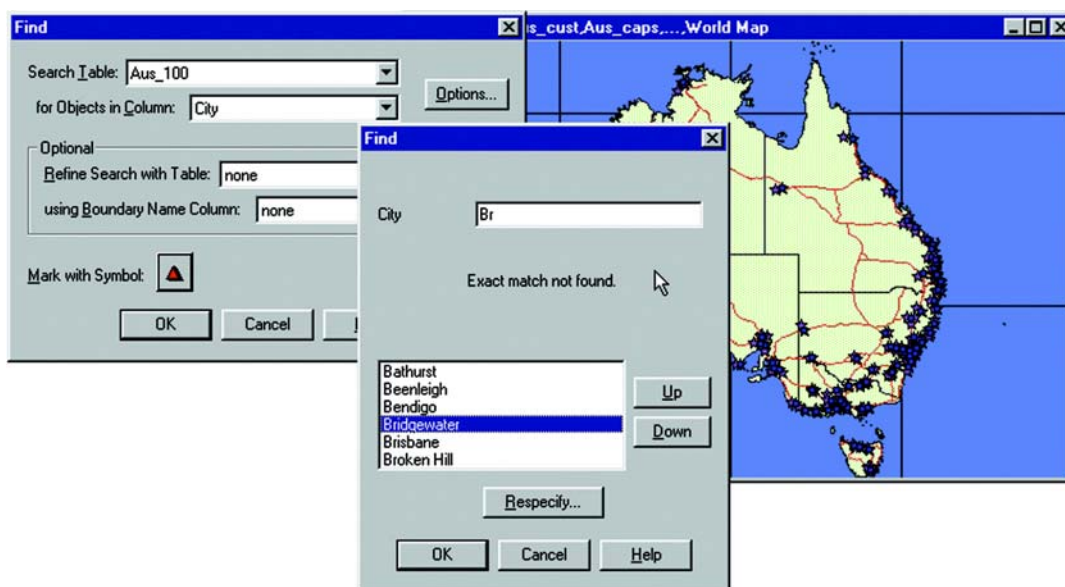 Find
Search Table: Aus_100
for Objects in Column: City
Options...
Optional
Refine Search with Table: none
using Boundary Name Column: none
Mark with Symbol:
OK
Cancel
s_cust,Aus_caps,...,World Map
Find
City
Br
Exact match not found.
Bathurst
Beenleigh
Bendigo
Bridgewater
Brisbane
Broken Hill
Up
Down
Respecify...
OK
Cancel
Help